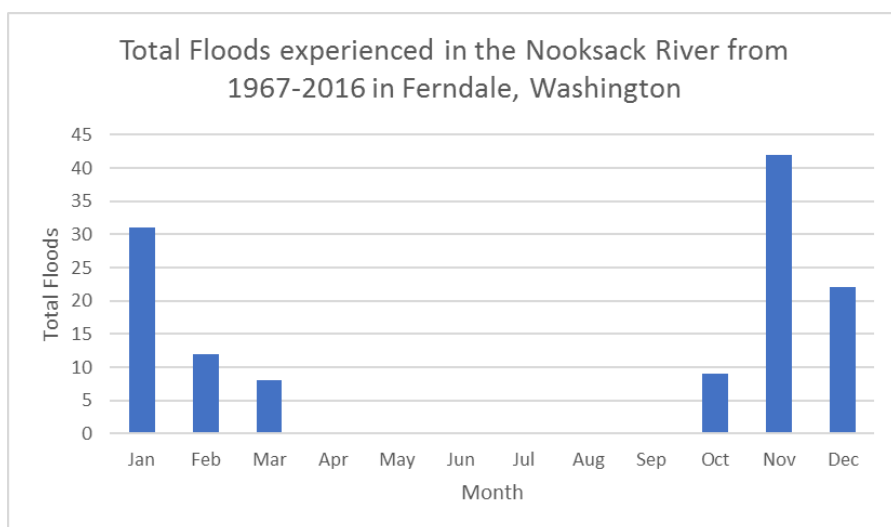 Total Floods experienced in the Nooksack River from
1967-2016 in Ferndale, Washington
Total Floods
45
40
35
30
25
20
15
10
5
0
Jan Feb Mar Apr May Jun Jul Aug Sep Oct Nov Dec
Month